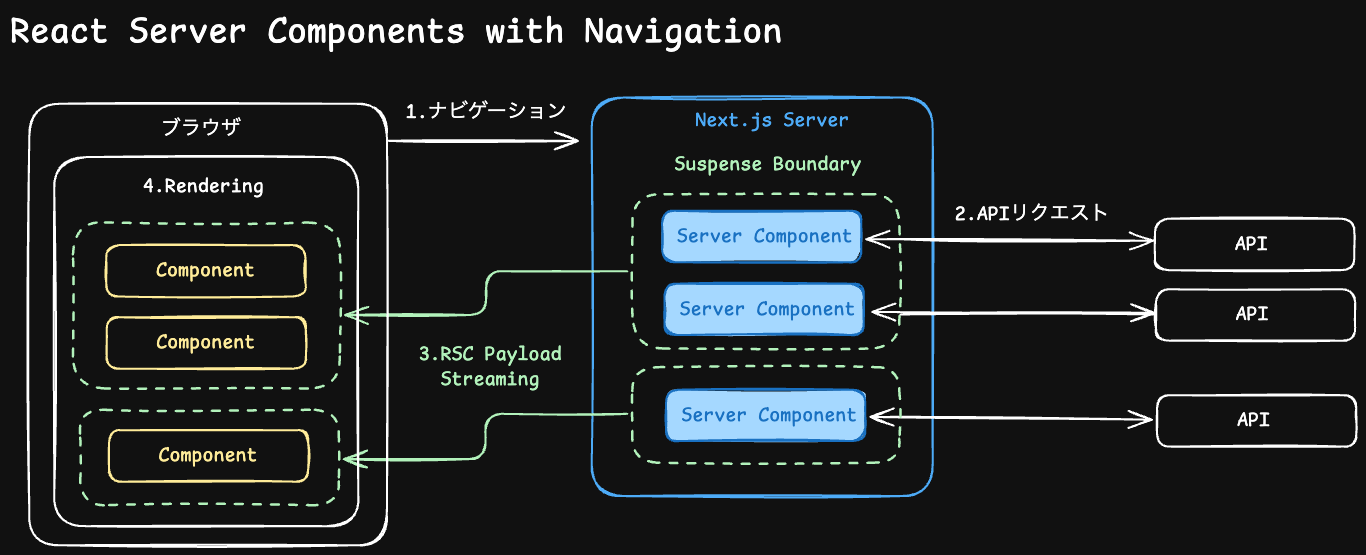 React Server Components with Navigation
ブラウザ
4.Rendering
Component
Component
Component
1.ナビゲーション
3.RSC Payload
Streaming
Next.js Server
Suspense Boundary
Server Component
Server Component
Server Component
2.APIリクエスト
API
API
API